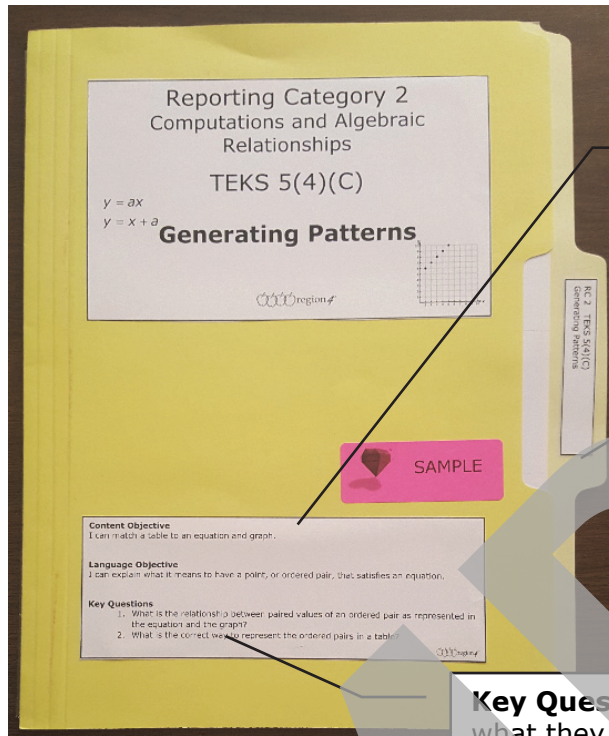 Reporting Category 2
Computations and Algebraic
Relationships
TEKS 5(4)(C)
y = ax
y = x + a
Generating Patterns
region4
RC 2 TEKS 5(4)(C)
Generating Patterns
SAMPLE
Content Objective
I can match a table to an equation and graph.
Language Objective
I can explain what it means to have a point, or ordered pair, that satisfies an equation.
Key Questions
1. What is the relationship between paired values of an ordered pair as represented in
the equation and the graph?
2. What is the correct way to represent the ordered pairs in a table?
region4
Key Ques
what they